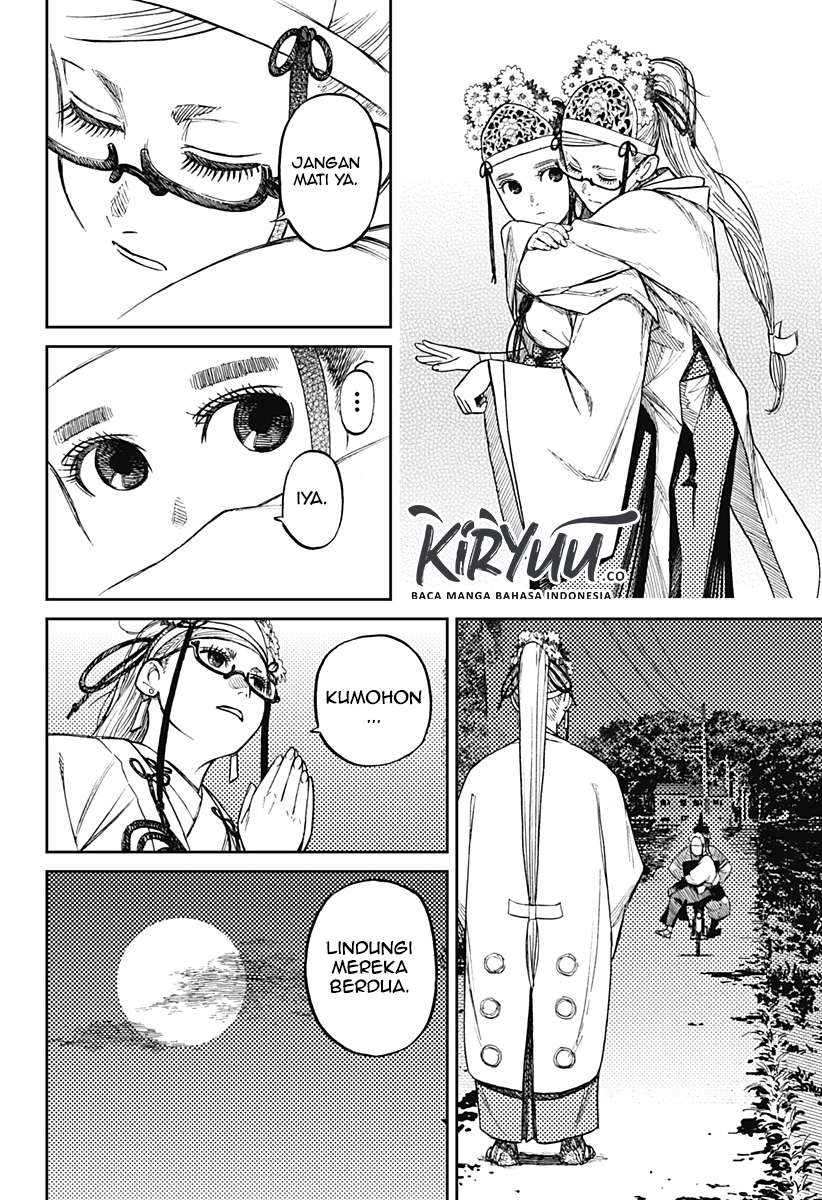 JANGAN
MATI YA.
...
IYA.
KIRYUU.CO
BACA MANGA BAHASA INDONESIA
KUMOHON
...
LINDUNGI
MEREKA
BERDUA.